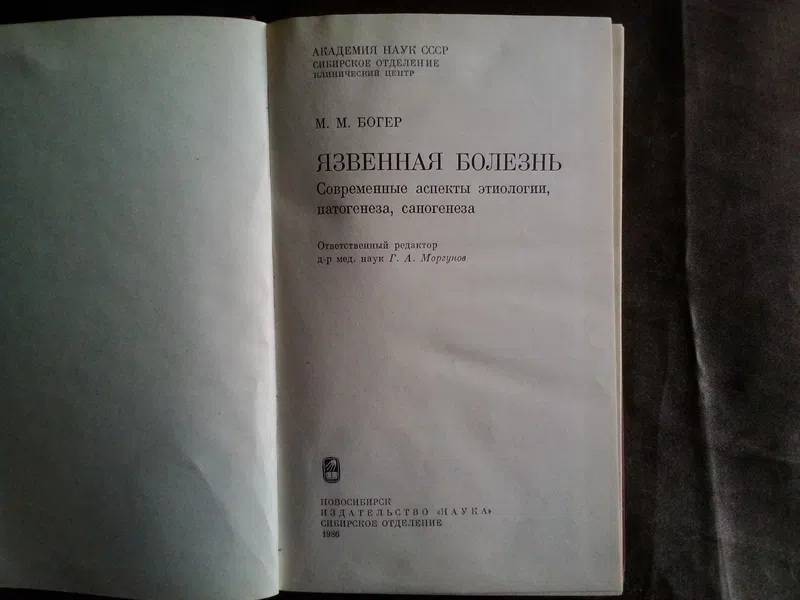 АКАДЕМИЯ НАУК СССР
СИБИРСКОЕ ОТДЕЛЕНИЕ
КЛИНИЧЕСКИЙ ЦЕНТР
М. М. БОГЕР
ЯЗВЕННАЯ БОЛЕЗНЬ
Современные аспекты этиологии,
патогенеза, саногенеза
Ответственный редактор
д-р мед. наук Г. А. Моргунов
НОВОСИБИРСК
ИЗДАТЕЛЬСТВО «НАУКА»
СИБИРСКОЕ ОТДЕЛЕНИЕ
1986